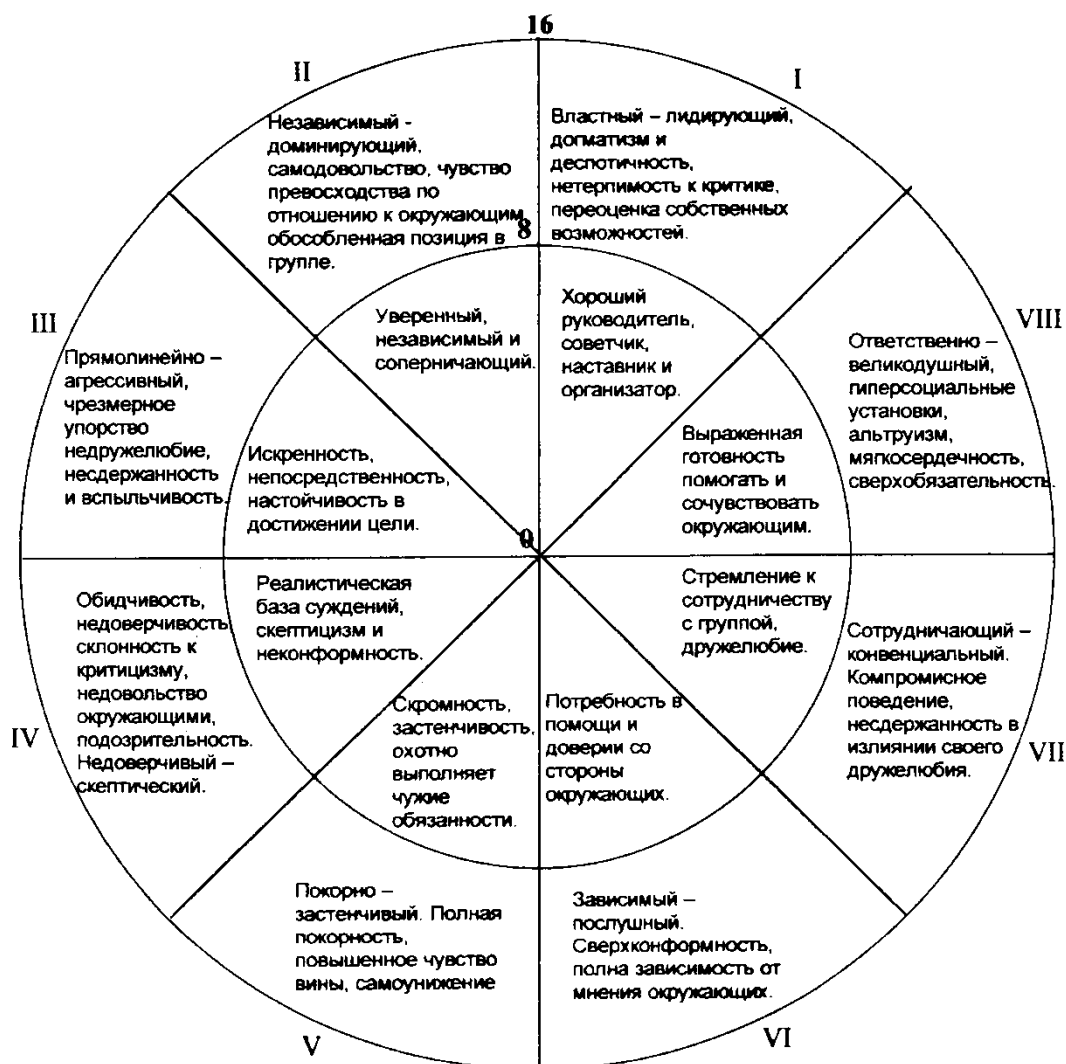 16
II
I
Независимый -
доминирующий,
самодовольство, чувство
превосходства по
отношению к окружающим,
обособленная позиция в
группе.
Властный – лидирующий,
догматизм и
деспотичность,
нетерпимость к критике,
переоценка собственных
возможностей.
8
III
VIII
Уверенный,
независимый и
соперничающий.
Хороший
руководитель,
советчик,
наставник и
организатор.
Прямолинейно –
агрессивный,
чрезмерное
упорство
недружелюбие,
несдержанность
и вспыльчивость.
Искренность,
непосредственность,
настойчивость в
достижении цели.
Выраженная
готовность
помогать и
сочувствовать
окружающим.
Ответственно –
великодушный,
гиперсоциальные
установки,
альтруизм,
мягкосердечность,
сверхобязательность.
0
Обидчивость,
недоверчивость
склонность к
критицизму,
недовольство
окружающими,
подозрительность.
Недоверчивый –
скептический.
Реалистическая
база суждений,
скептицизм и
неконформность.
Стремление к
сотрудничеству
с группой,
дружелюбие.
Сотрудничающий –
конвенциальный.
Компромисное
поведение,
несдержанность в
излиянии своего
дружелюбия.
IV
VII
Скромность,
застенчивость,
охотно
выполняет
чужие
обязанности.
Потребность в
помощи и
доверии со
стороны
окружающих.
Покорно –
застенчивый. Полная
покорность,
повышенное чувство
вины, самоунижение
Зависимый –
послушный.
Сверхконформность,
полна зависимость от
мнения окружающих.
V
VI